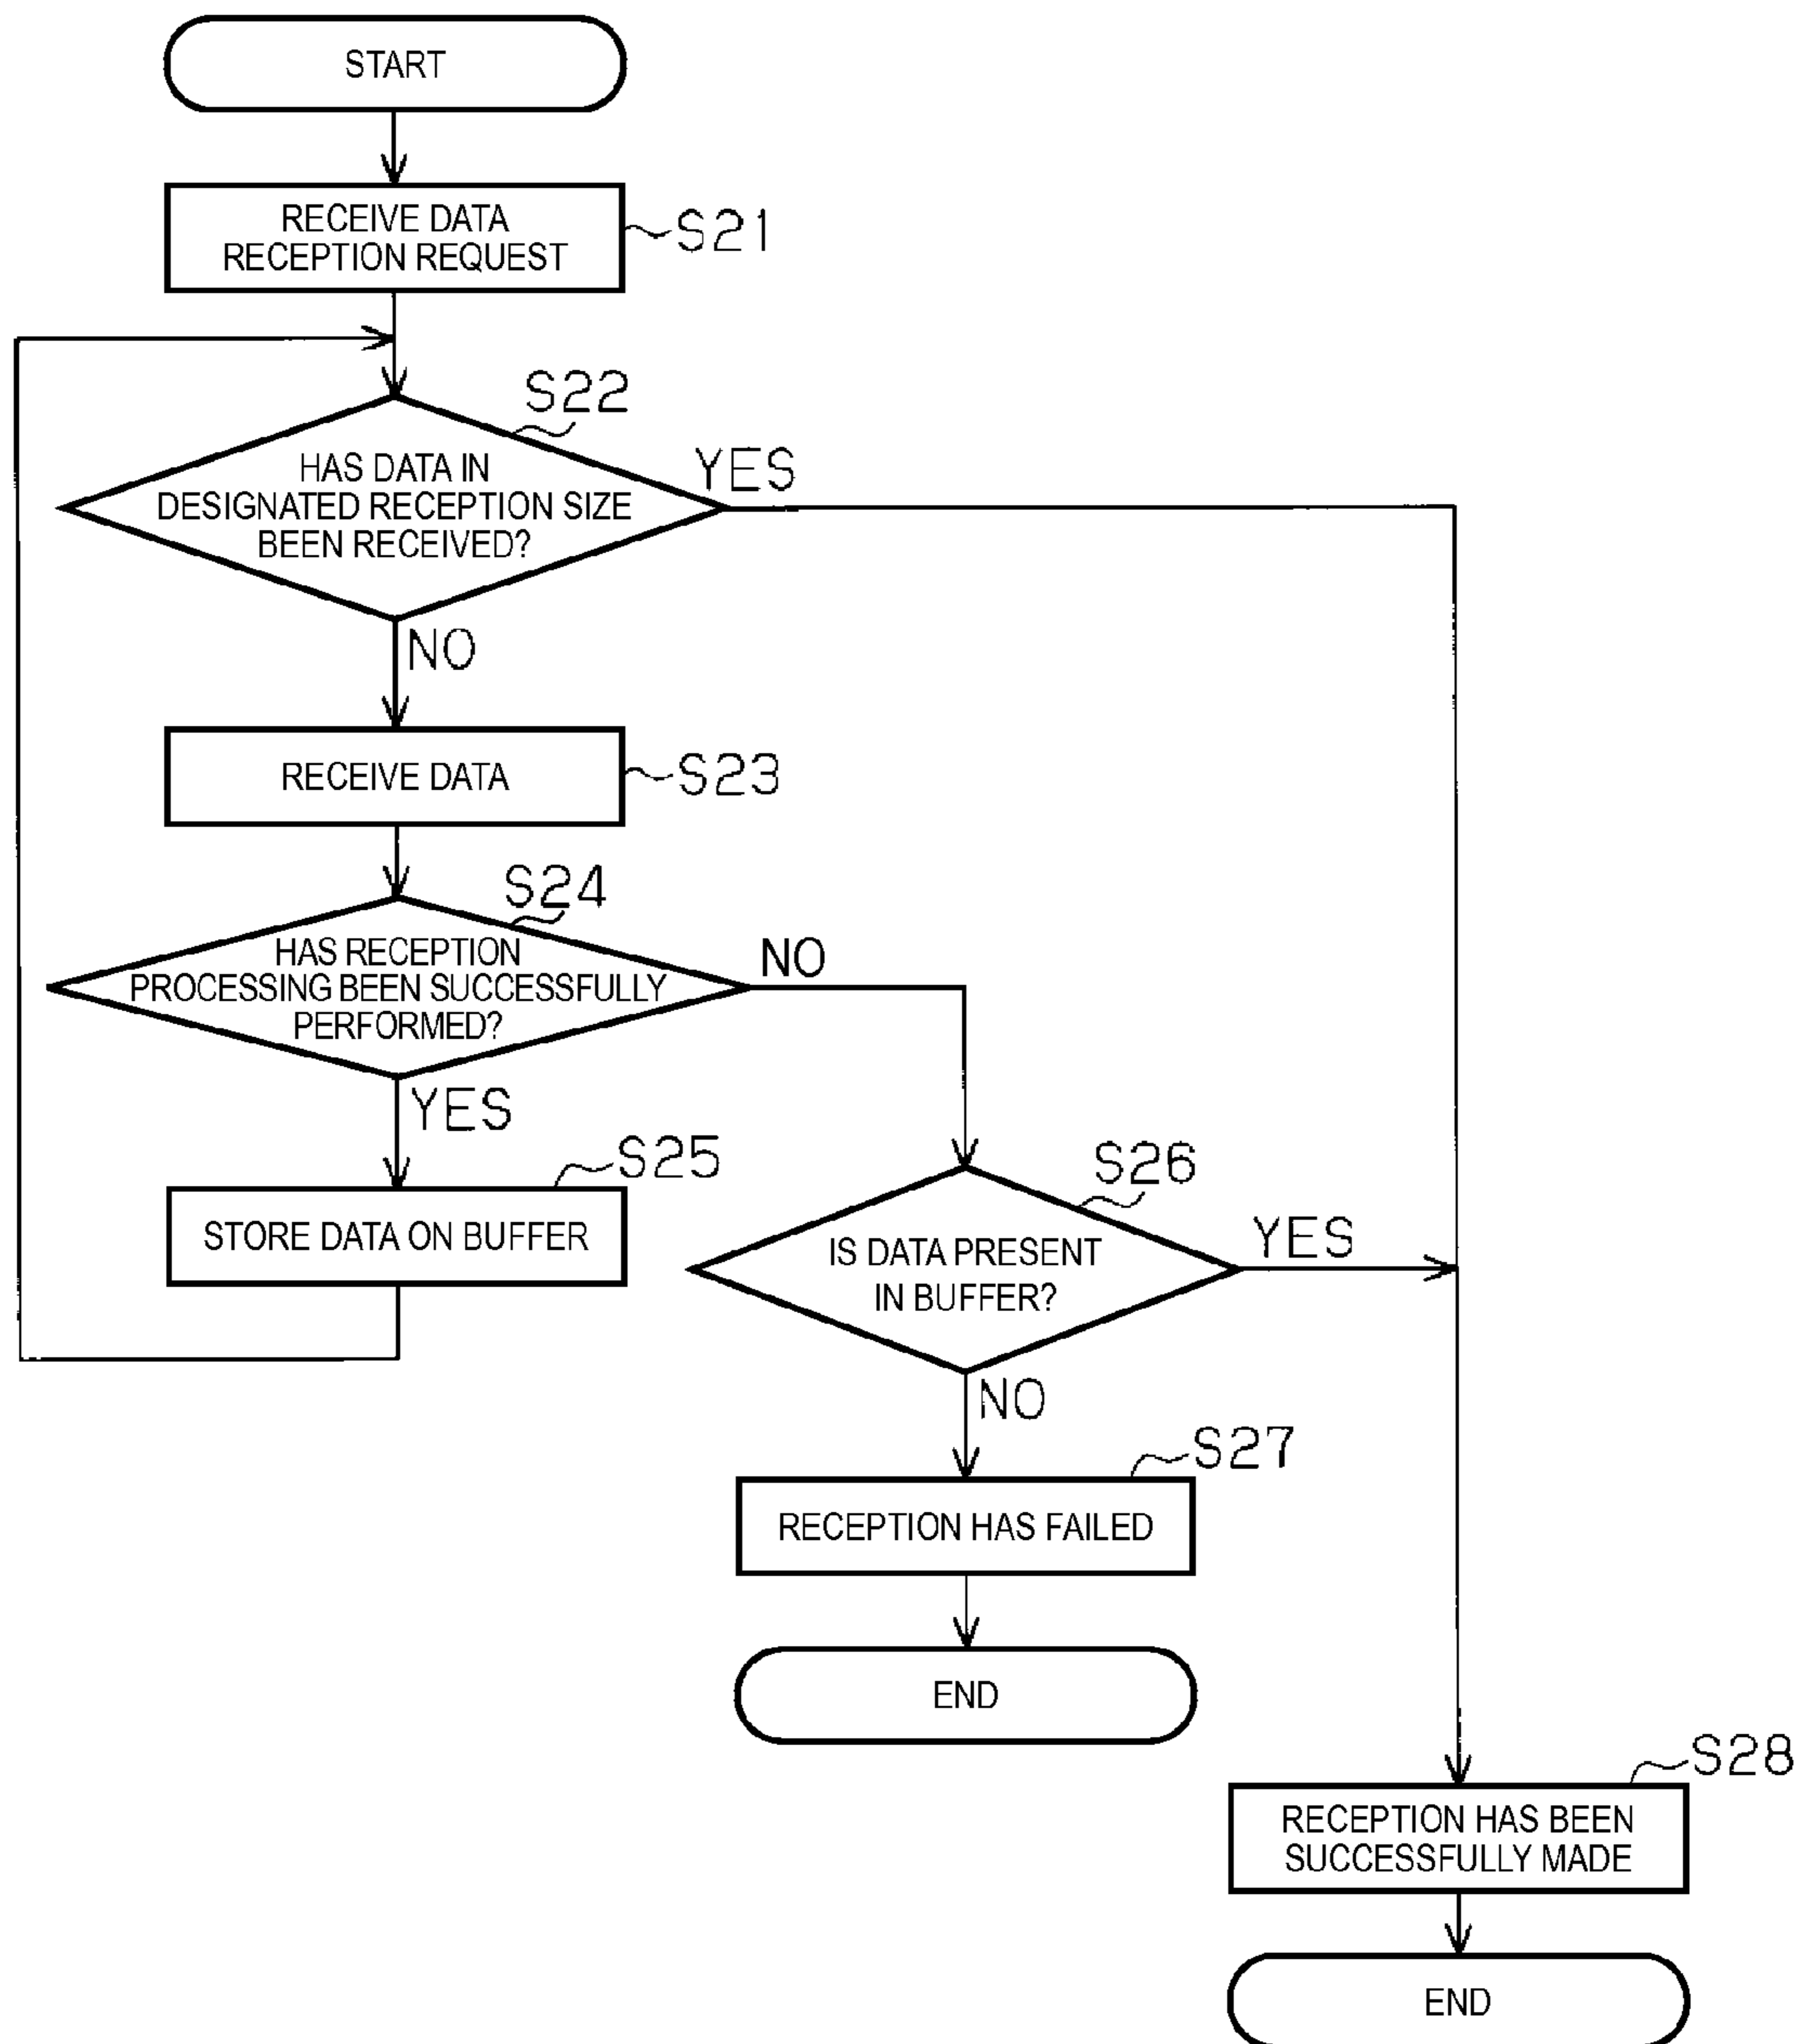 START
RECEIVE DATA
RECEPTION REQUEST
S21
S22
HAS DATA IN
DESIGNATED RECEPTION SIZE
BEEN RECEIVED?
YES
NO
RECEIVE DATA
S23
S24
HAS RECEPTION
PROCESSING BEEN SUCCESSFULLY
PERFORMED?
NO
YES
S25
STORE DATA ON BUFFER
S26
IS DATA PRESENT
IN BUFFER?
YES
NO
S27
RECEPTION HAS FAILED
END
S28
RECEPTION HAS BEEN
SUCCESSFULLY MADE
END